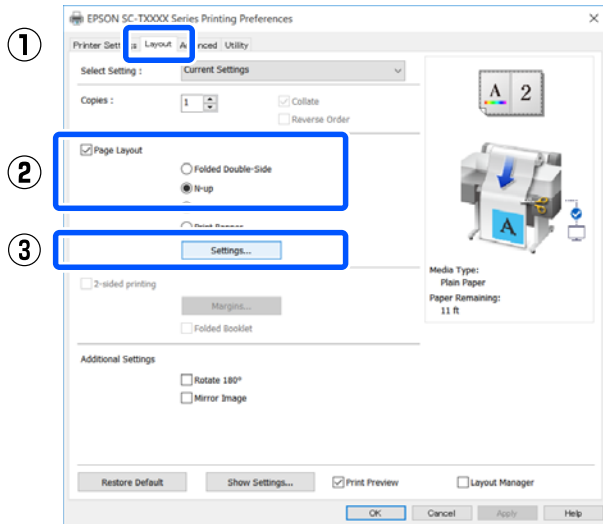 EPSON SC-TXXXX Series Printing Preferences
①
Layout Utility
Select Setting : Current Settings
Copies : 1 Collate
Reverse Order
A 2
②
Page Layout
Folded Double-Side
N-up
③
Settings...
A
Media Type:
Plain Paper
Paper Remaining:
11 ft
2-sided printing
Margins...
Folded Booklet
Additional Settings
Rotate 180°
Mirror Image
Restore Default Show Settings... Print Preview Layout Manager
OK Cancel Apply Help